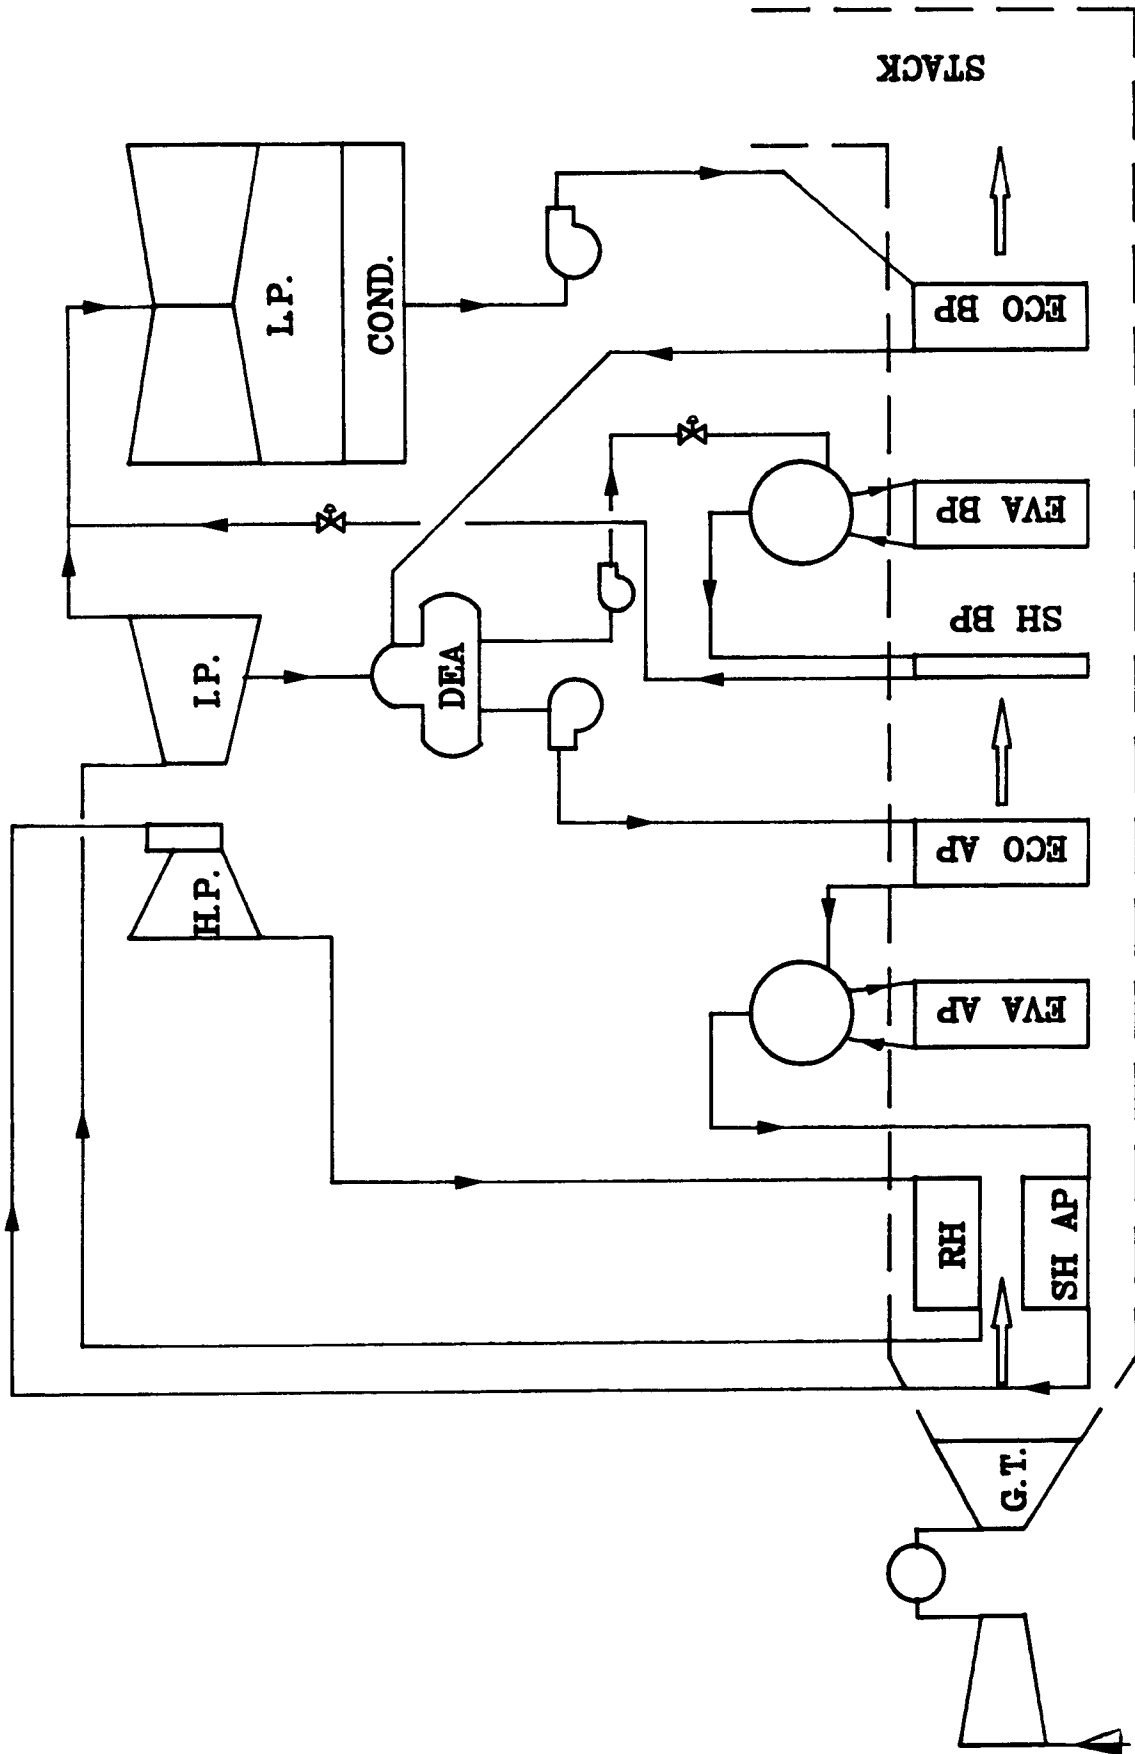 STACK
L.P.
COND.
ECO BP
I.P.
EVA BP
SH BP
DEA
H.P.
ECO AP
EVA AP
RH
SH AP
G.T.